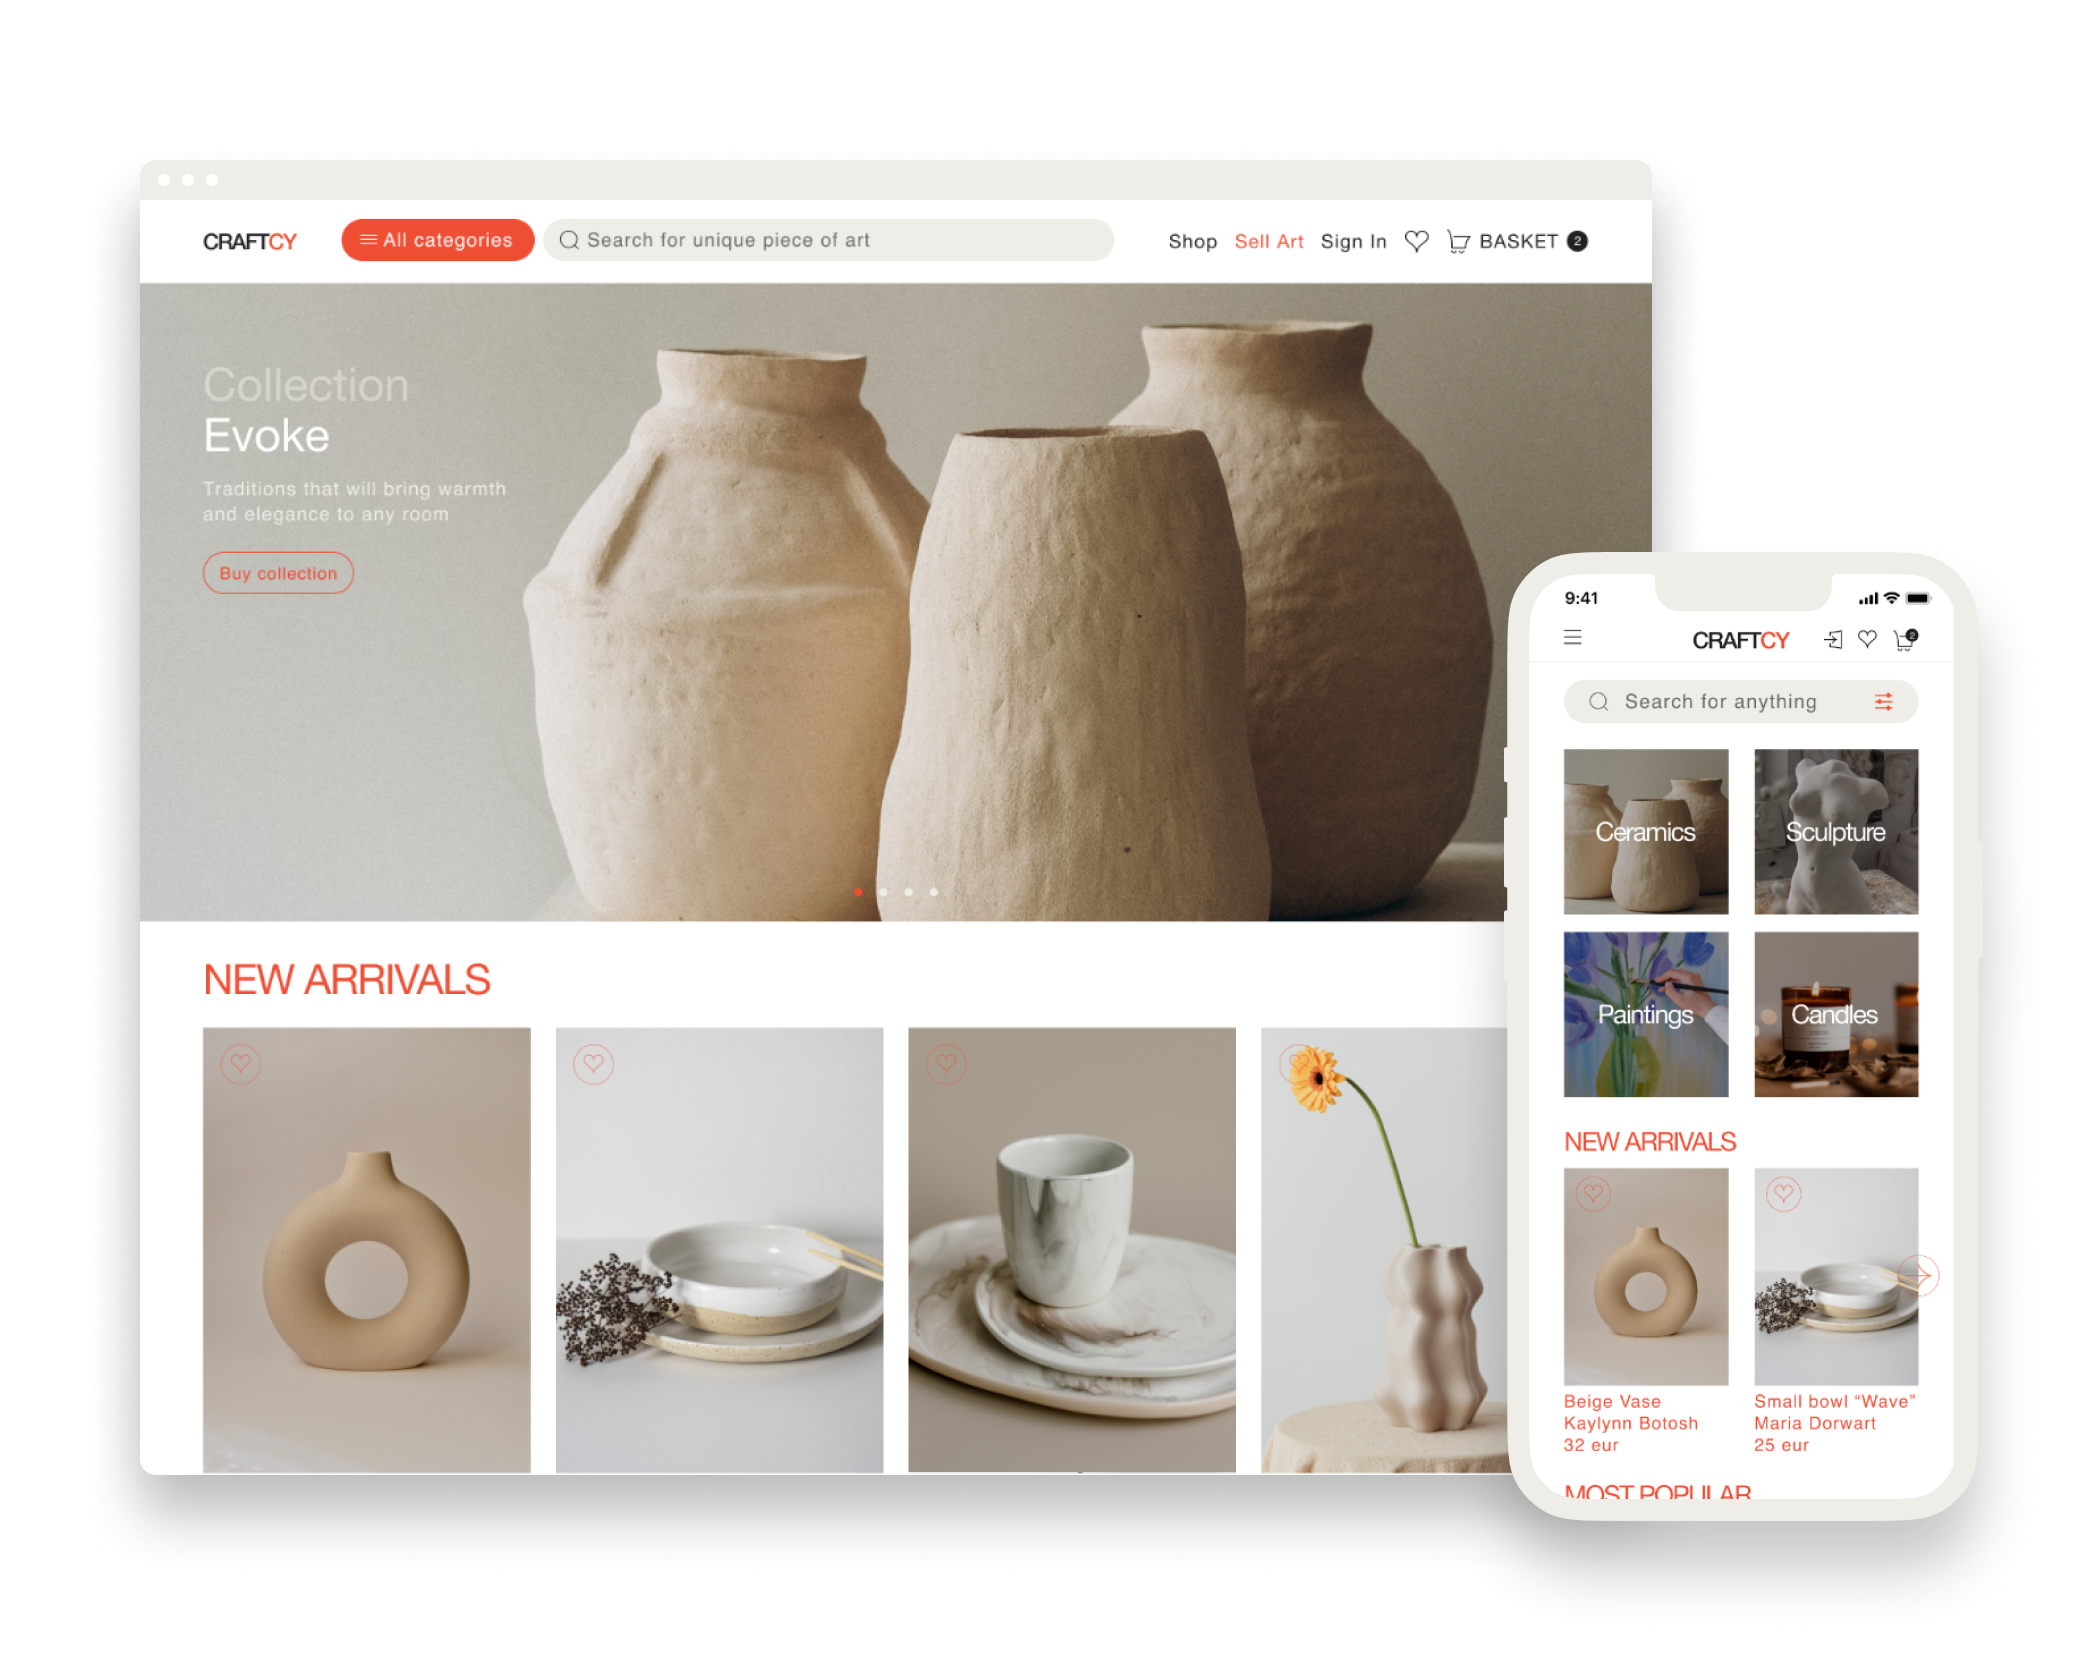 CRAFTCY
All categories
Search for unique piece of art
Shop
Sell Art
Sign In
BASKET 2
Collection
Evoke
Traditions that will bring warmth
and elegance to any room
Buy collection
NEW ARRIVALS
9:41
CRAFTCY
2
Search for anything
Ceramics
Sculpture
Paintings
Candles
NEW ARRIVALS
Beige Vase
Kaylynn Botosh
32 eur
Small bowl “Wave”
Maria Dorwart
25 eur
MOST POPULAR